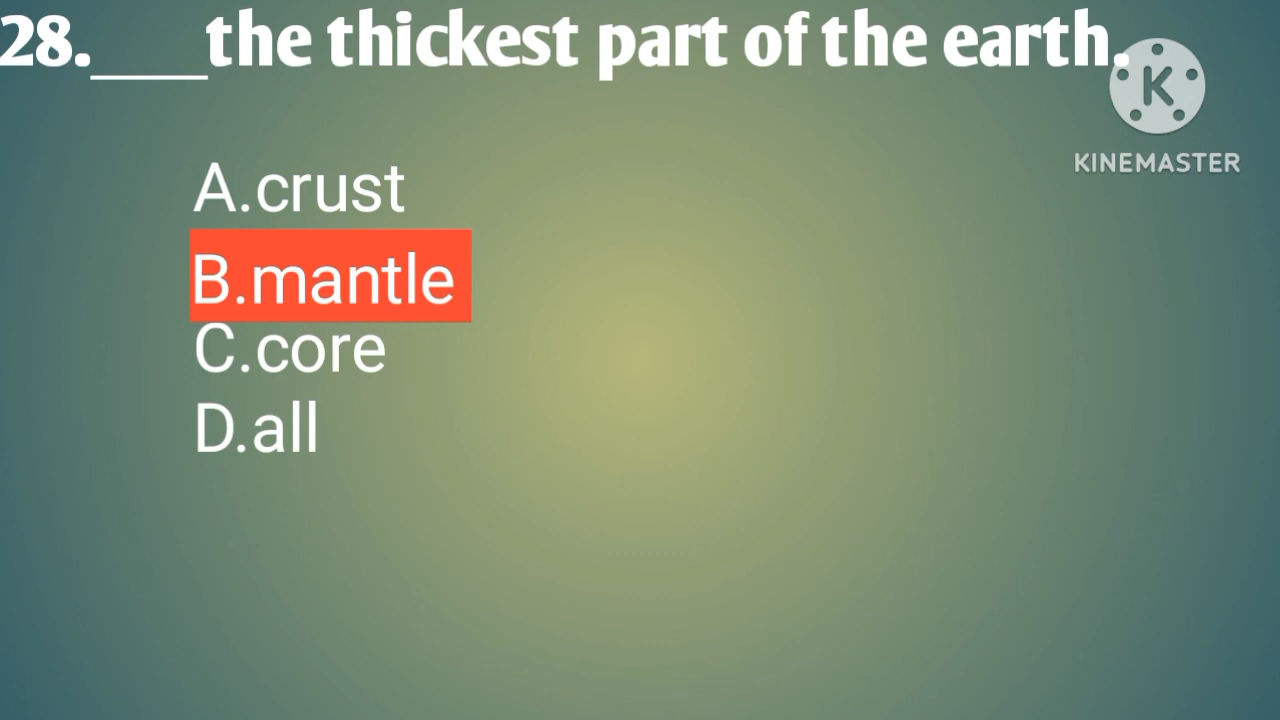 28.____the thickest part of the earth.
K
KINEMASTER
A.crust
B.mantle
C.core
D.all